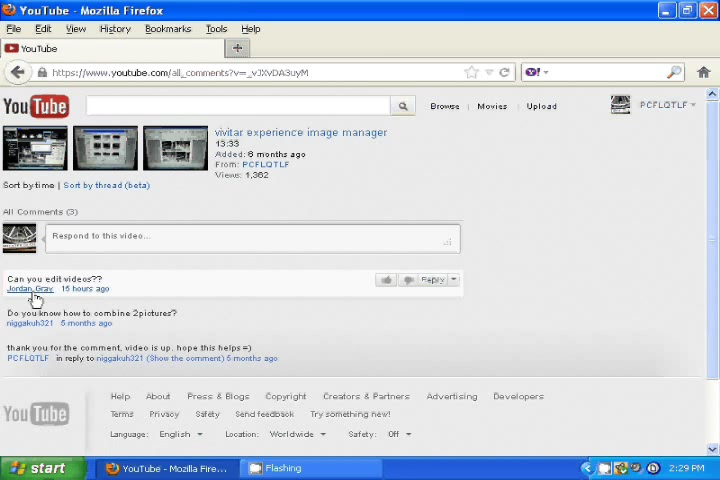 YouTube - Mozilla Firefox
File Edit View History Bookmarks Tools Help
YouTube
https://www.youtube.com/all_comments?v=_vJXvDA3uyM
YouTube Browse | Movies | Upload PCFLQTLF
vivitar experience image manager
13:33
Added: 6 months ago
From: PCFLQTLF
Views: 1,362
Sort by time | Sort by thread (beta)
All Comments (3)
Respond to this video...
Can you edit videos??
Reply
Jordan Gray 15 hours ago
Do you know how to combine 2pictures?
niggakuh321 5 months ago
thank you for the comment, video is up. hope this helps =)
PCFLQTLF in reply to niggakuh321 (Show the comment) 5 months ago
Help About Press & Blogs Copyright Creators & Partners Advertising Developers
YouTube
Terms Privacy Safety Send feedback Try something new!
Language: English Location: Worldwide Safety: Off
start YouTube - Mozilla Fire... Flashing 2:29 PM